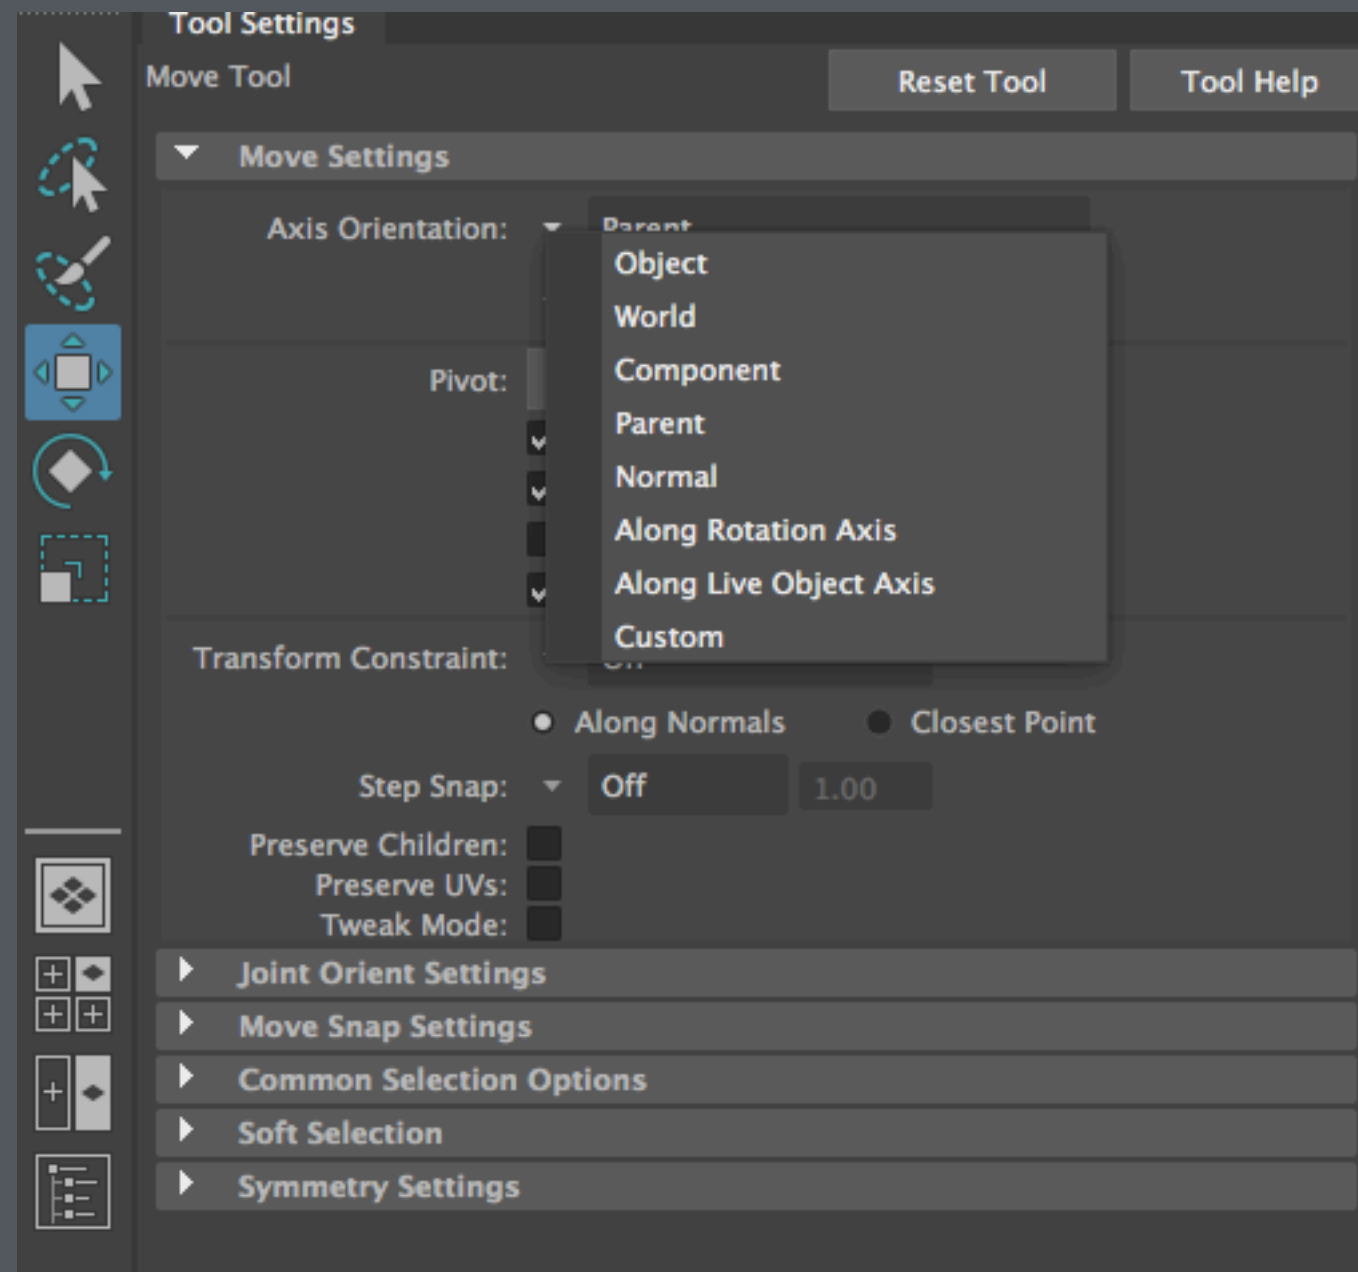 Tool Settings
Move Tool
Reset Tool
Tool Help
Move Settings
Axis Orientation: Parent
Object
World
Component
Parent
Normal
Along Rotation Axis
Along Live Object Axis
Custom
Pivot:
Transform Constraint: Off
Along Normals
Closest Point
Step Snap: Off 1.00
Preserve Children:
Preserve UVs:
Tweak Mode:
Joint Orient Settings
Move Snap Settings
Common Selection Options
Soft Selection
Symmetry Settings